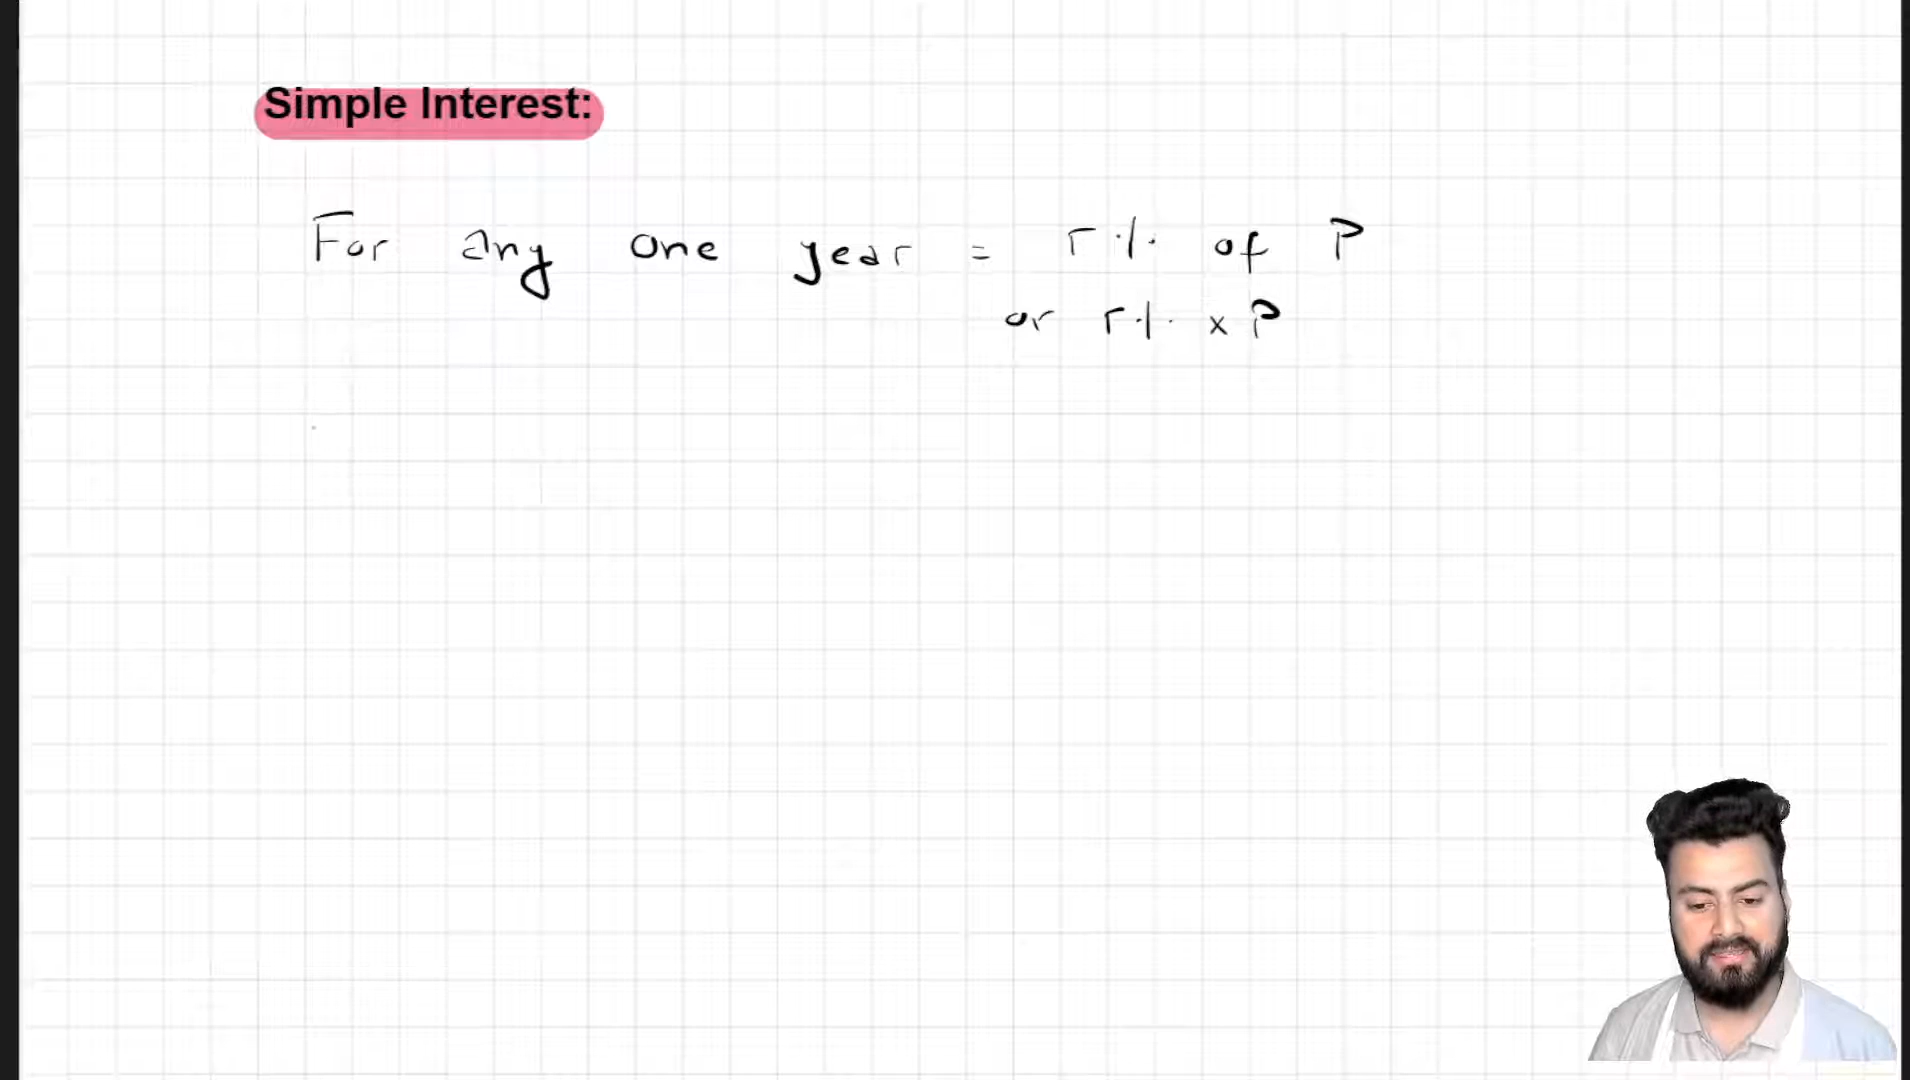 Simple Interest:
For any one year = r% of P
or r% x P